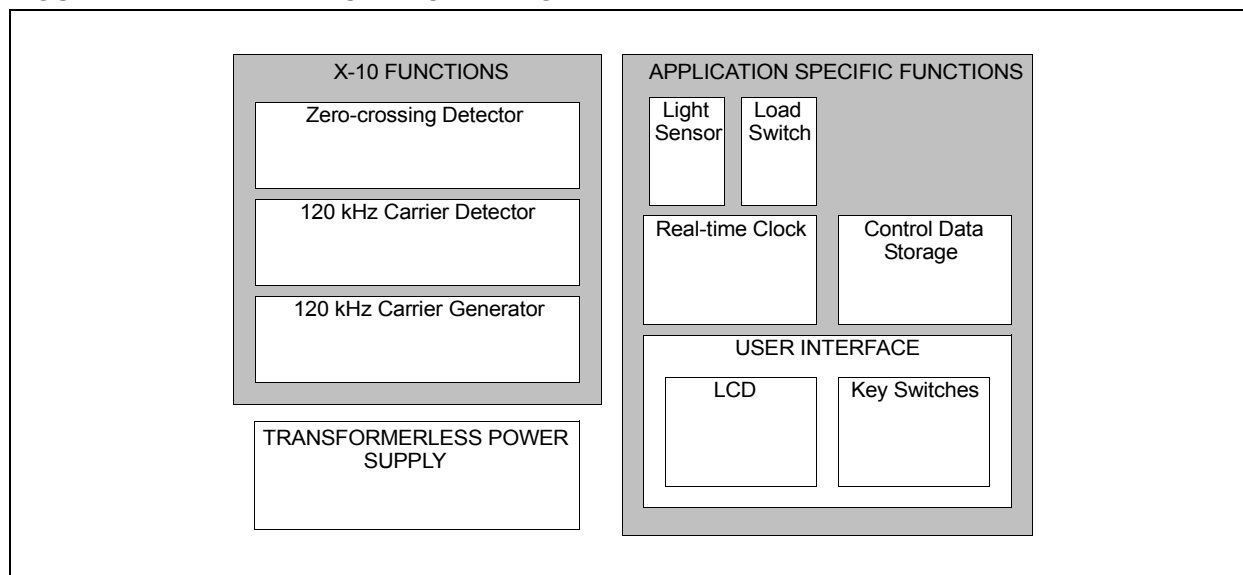 X-10 FUNCTIONS
Zero-crossing Detector
120 kHz Carrier Detector
120 kHz Carrier Generator
TRANSFORMERLESS POWER
SUPPLY
APPLICATION SPECIFIC FUNCTIONS
Light
Sensor
Load
Switch
Real-time Clock
Control Data
Storage
USER INTERFACE
LCD
Key Switches